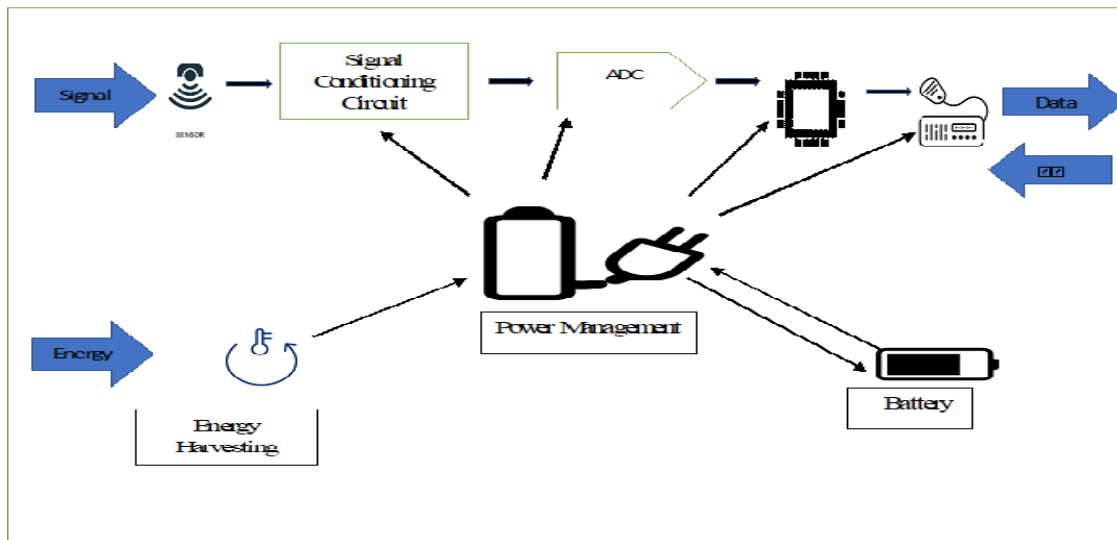 Signal
SENSOR
Signal
Conditioning
Circuit
ADC
Data
Power Management
Energy
Energy
Harvesting
Battery